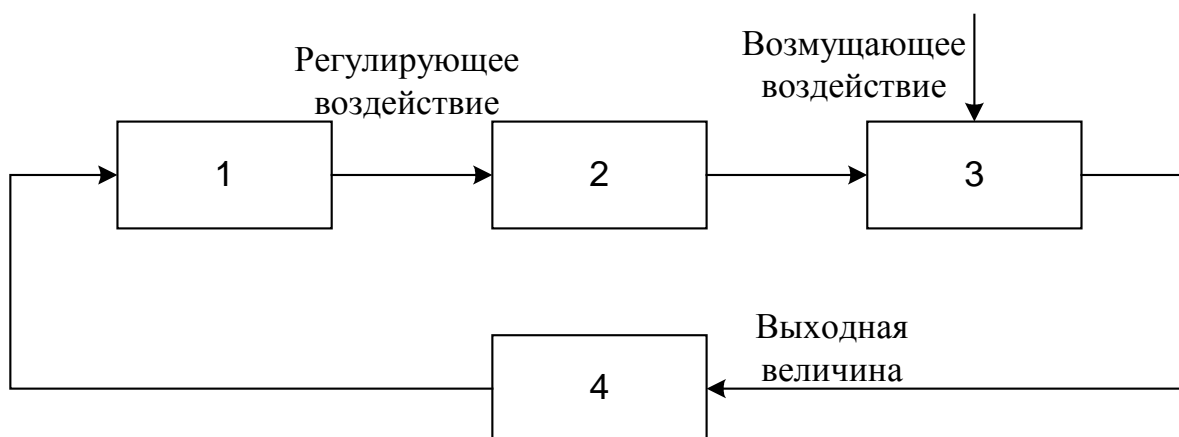 Регулирующее
воздействие
Возмущающее
воздействие
1
2
3
Выходная
величина
4